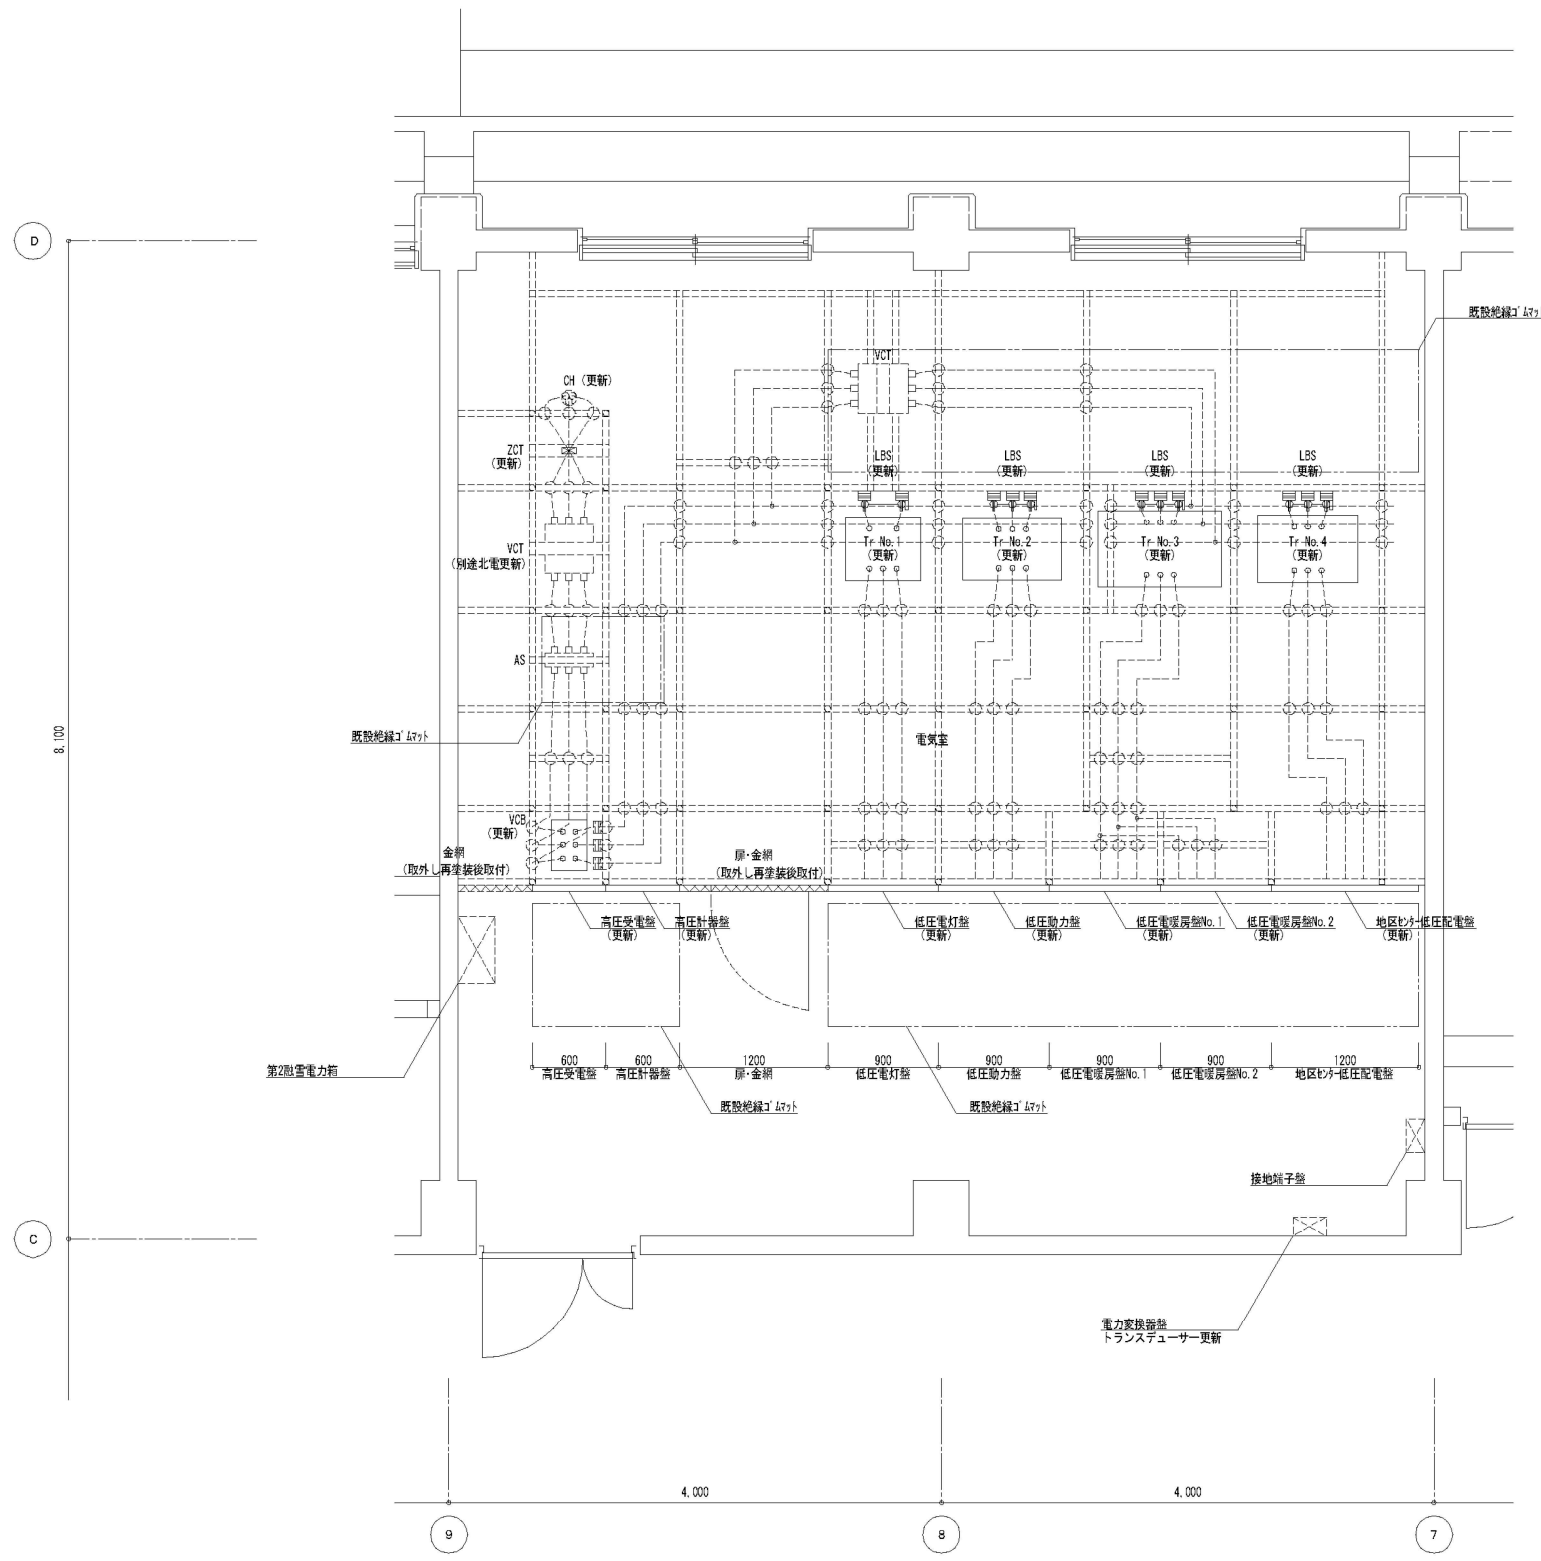 D
既設絶縁ｺﾞﾑﾏｯﾄ
VCT
CH（更新）
ZCT
（更新）
LBS
（更新）
LBS
（更新）
LBS
（更新）
LBS
（更新）
VCT
（別途北電更新）
Tr No.1
（更新）
Tr No.2
（更新）
Tr No.3
（更新）
Tr No.4
（更新）
AS
既設絶縁ｺﾞﾑﾏｯﾄ
電気室
8,100
VCB
（更新）
金網
（取外し再塗装後取付）
扉・金網
（取外し再塗装後取付）
高圧受電盤
（更新）
高圧計器盤
（更新）
低圧電灯盤
（更新）
低圧動力盤
（更新）
低圧電暖房盤No.1
（更新）
低圧電暖房盤No.2
（更新）
地区ｾﾝﾀｰ低圧配電盤
（更新）
第2融雪電力箱
600 600 1200 900 900 900 900 1200
高圧受電盤 高圧計器盤 扉・金網 低圧電灯盤 低圧動力盤 低圧電暖房盤No.1 低圧電暖房盤No.2 地区ｾﾝﾀｰ低圧配電盤
既設絶縁ｺﾞﾑﾏｯﾄ
既設絶縁ｺﾞﾑﾏｯﾄ
接地端子盤
C
電力変換器盤
トランスデューサー更新
4,000 4,000
9 8 7